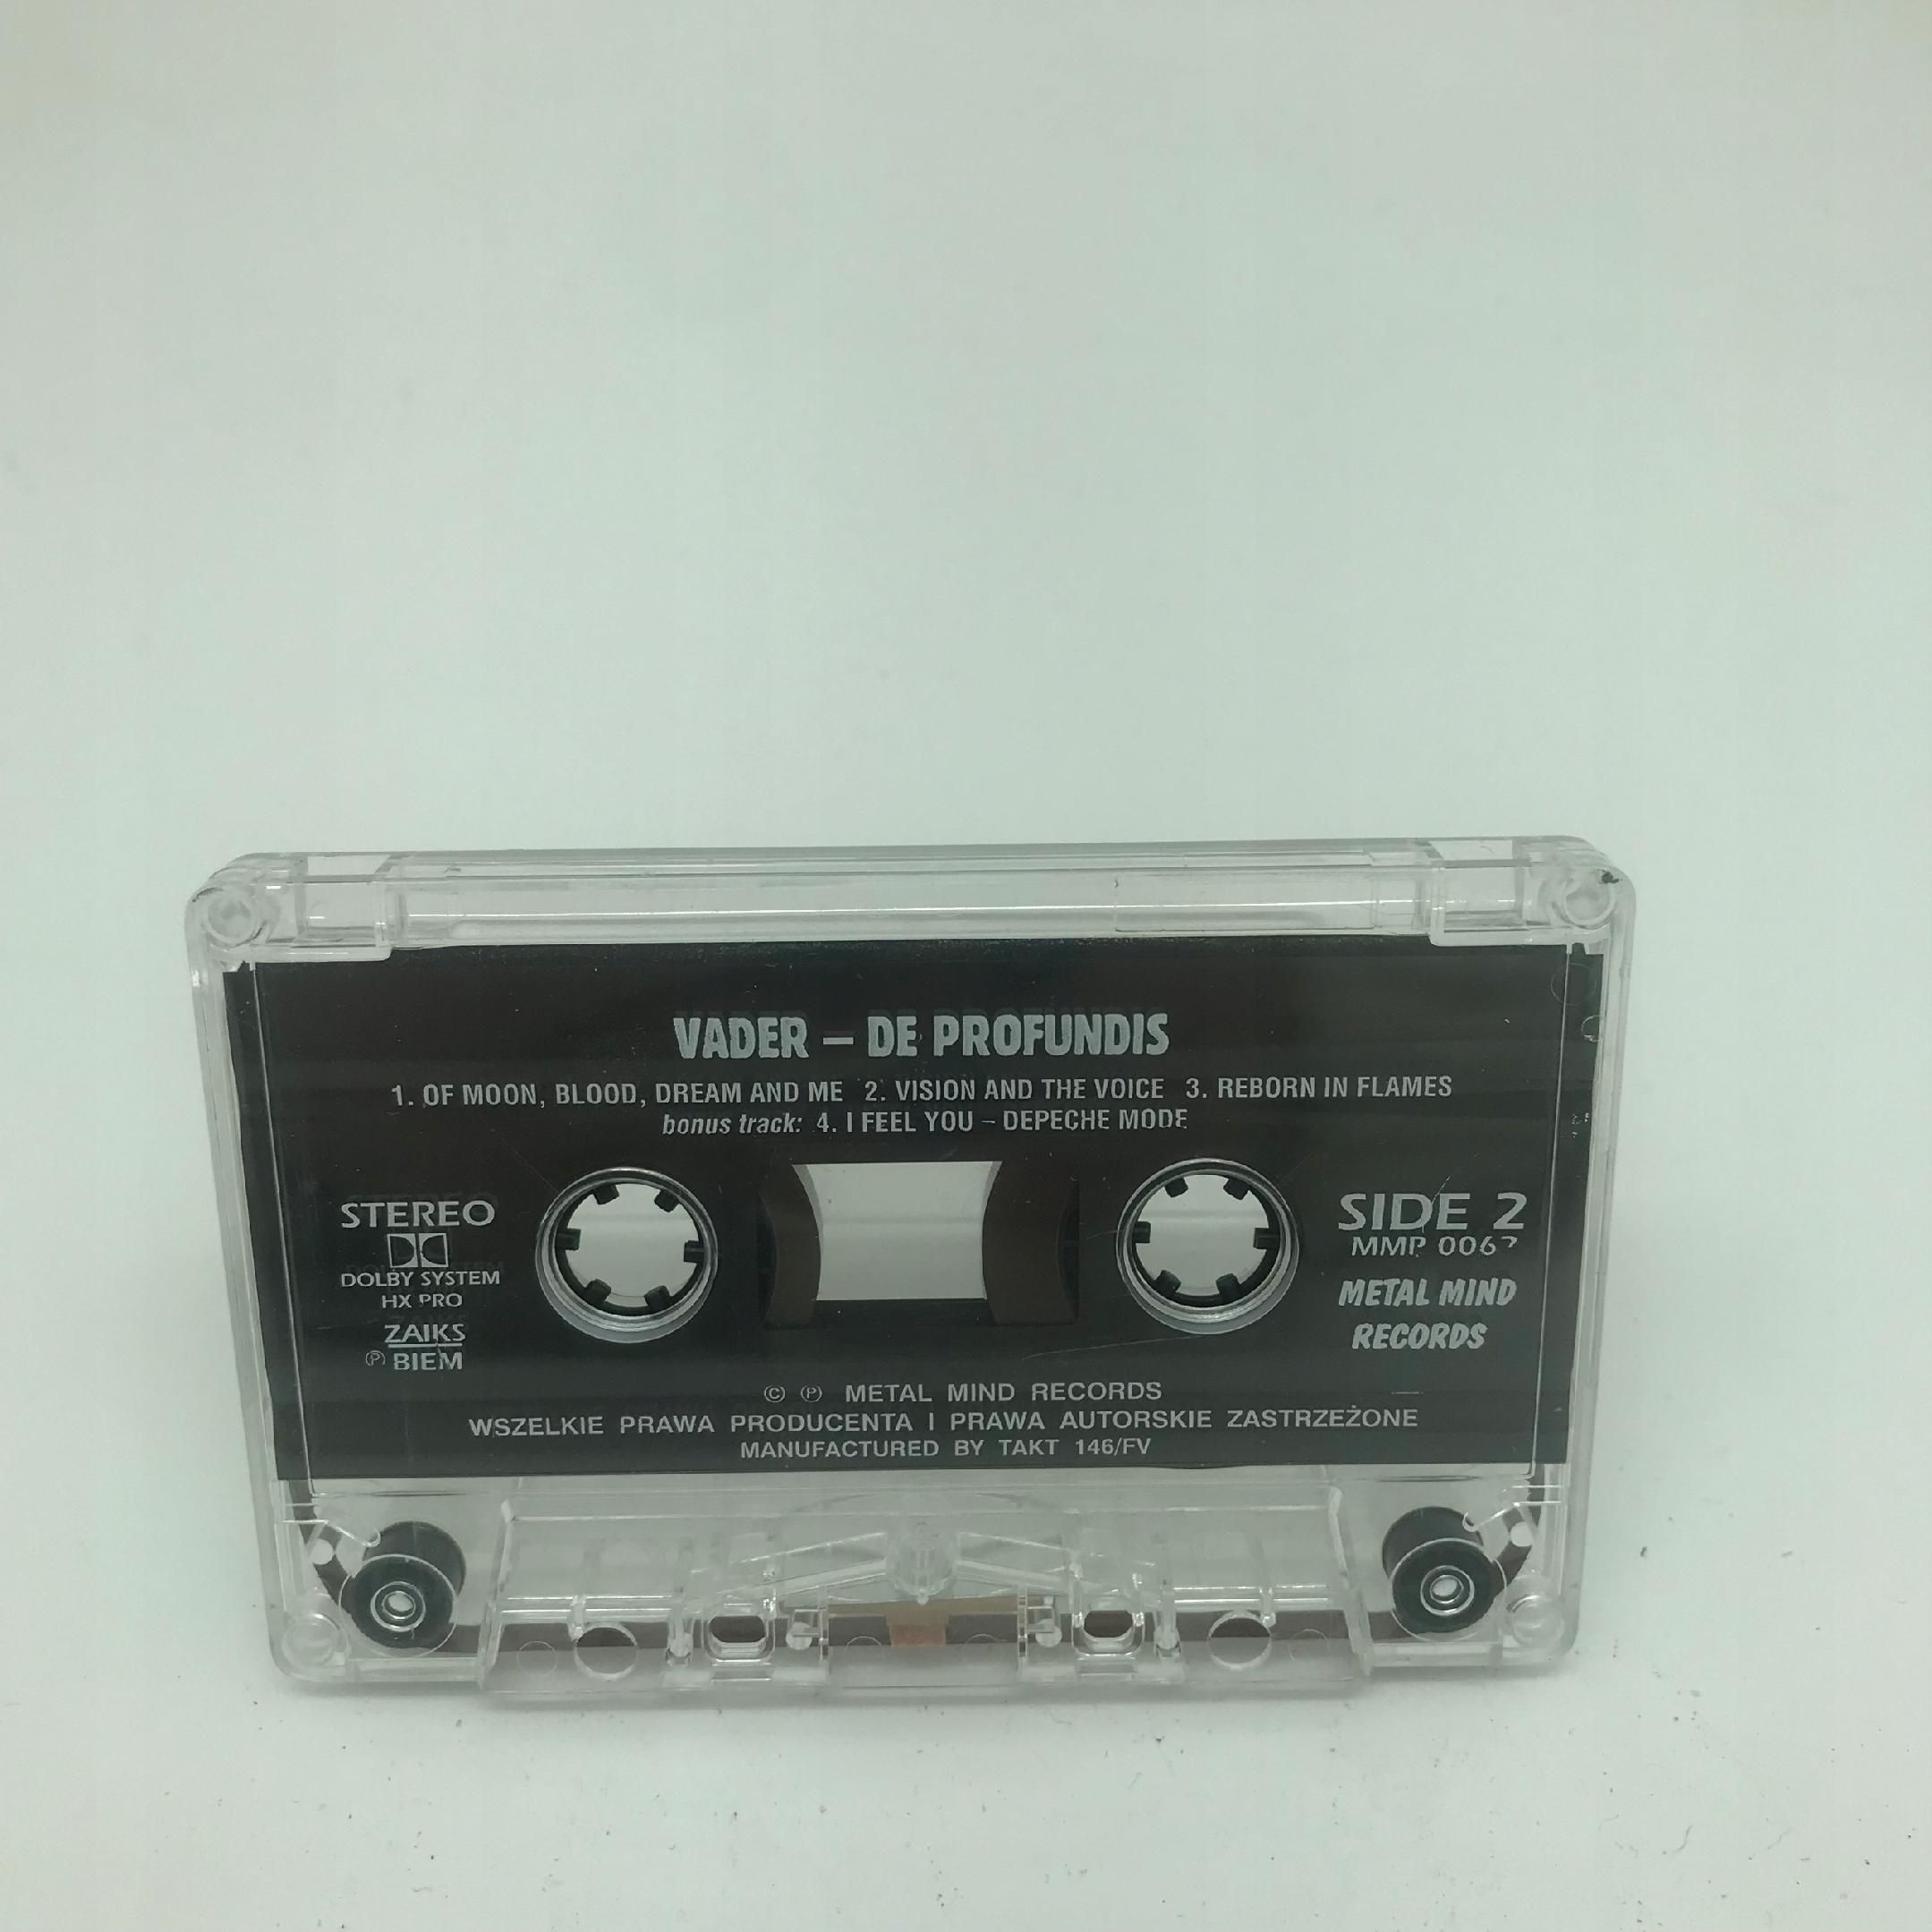 VADER – DE PROFUNDIS
1. OF MOON, BLOOD, DREAM AND ME 2. VISION AND THE VOICE 3. REBORN IN FLAMES
bonus track: 4. I FEEL YOU – DEPECHE MODE
STEREO
DOLBY SYSTEM
HX PRO
ZAIKS
Ⓟ BIEM
SIDE 2
MMP 0067
METAL MIND
RECORDS
© Ⓟ METAL MIND RECORDS
WSZELKIE PRAWA PRODUCENTA I PRAWA AUTORSKIE ZASTRZEŻONE
MANUFACTURED BY TAKT 146/FV